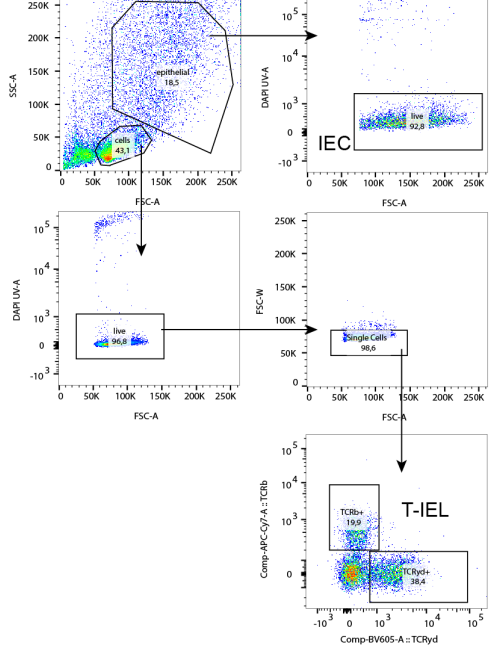 250K
200K
150K
100K
50K
0
SSC-A
epithelial
18,5
cells
43,1
0 50K 100K 150K 200K 250K
FSC-A
10^5
10^4
10^3
0
-10^3
DAPI UV-A
live
92,8
IEC
0 50K 100K 150K 200K 250K
FSC-A
10^5
10^4
10^3
0
-10^3
DAPI UV-A
live
96,8
0 50K 100K 150K 200K 250K
FSC-A
250K
200K
150K
100K
50K
0
FSC-W
Single Cells
98,6
0 50K 100K 150K 200K 250K
FSC-A
10^5
10^4
10^3
0
Comp-APC-Cy7-A :: TCRb
TCRb+
19,9
T-IEL
TCRyd+
38,4
-10^3 0 10^3 10^4 10^5
Comp-BV605-A :: TCRyd